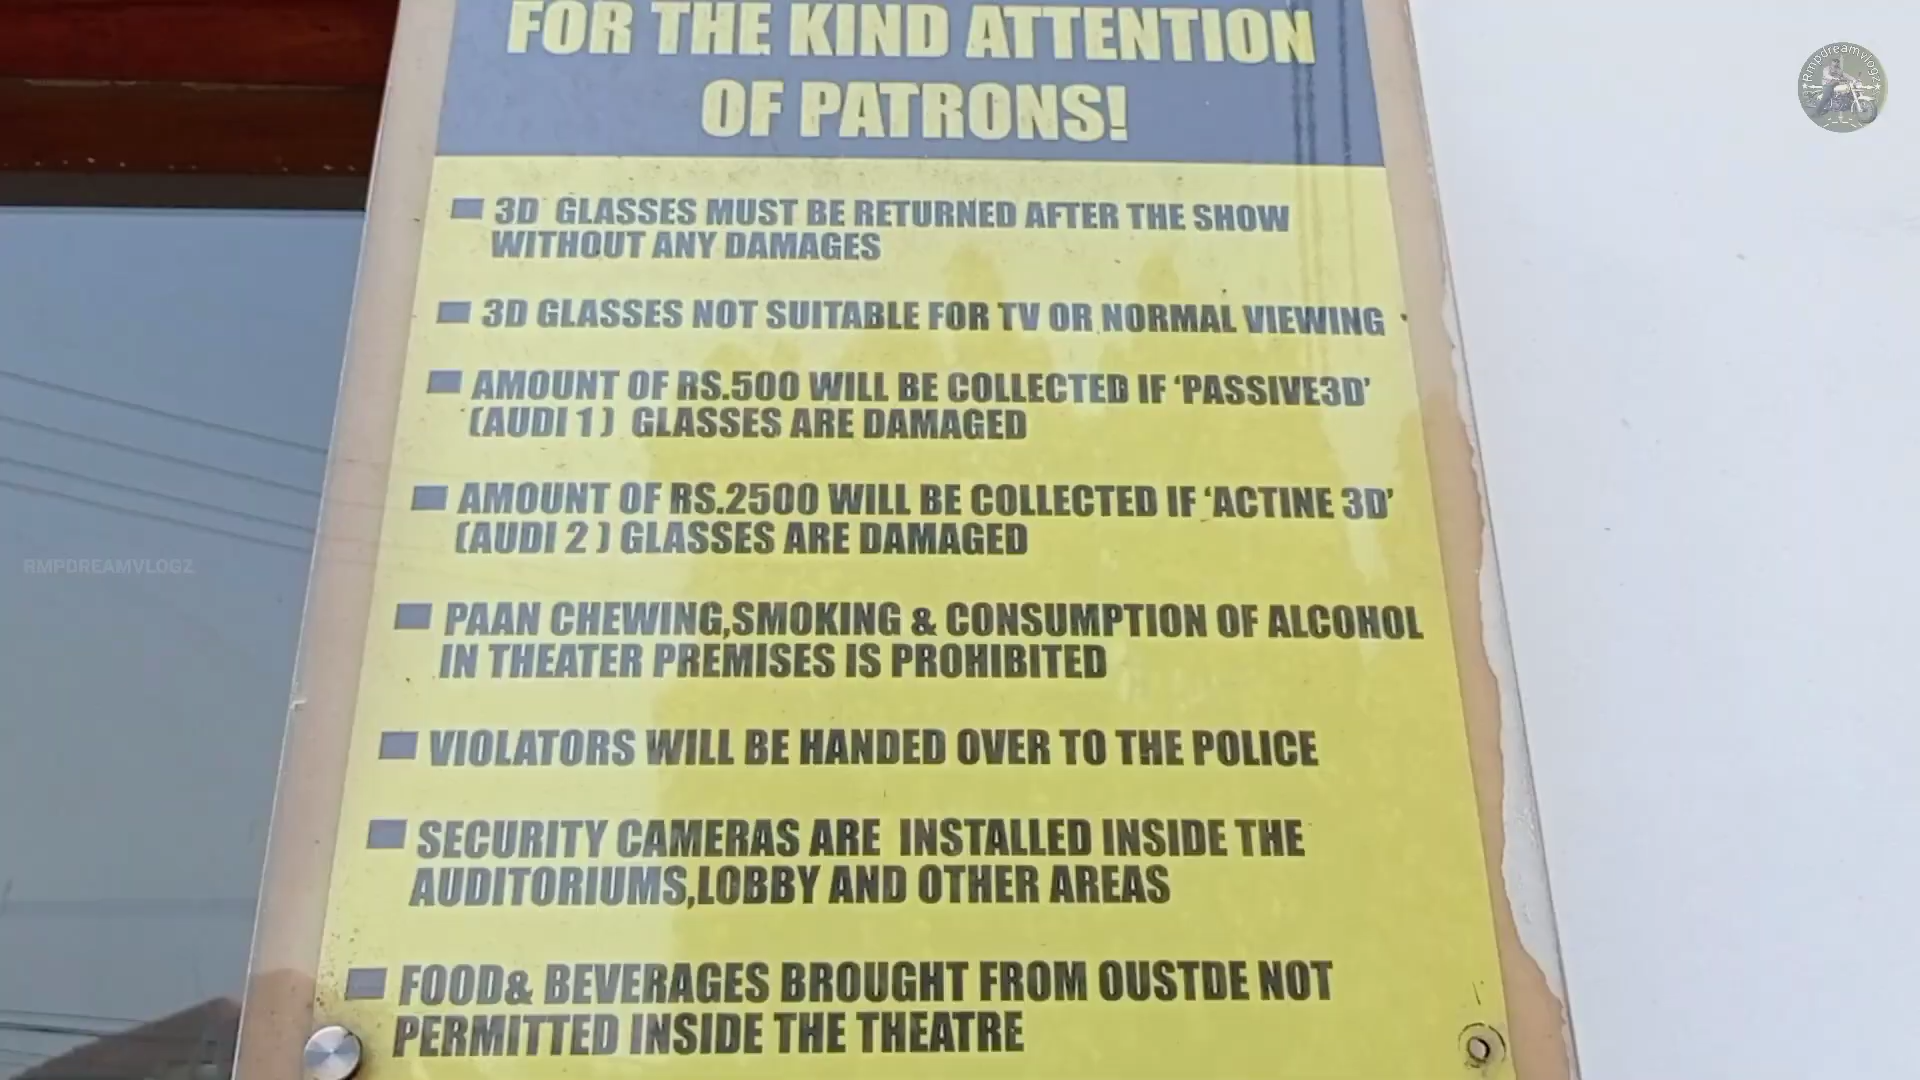 FOR THE KIND ATTENTION
OF PATRONS!
Rmpdreamvlogz
3D GLASSES MUST BE RETURNED AFTER THE SHOW
WITHOUT ANY DAMAGES
3D GLASSES NOT SUITABLE FOR TV OR NORMAL VIEWING
AMOUNT OF RS.500 WILL BE COLLECTED IF ‘PASSIVE3D’
(AUDI 1 ) GLASSES ARE DAMAGED
AMOUNT OF RS.2500 WILL BE COLLECTED IF ‘ACTINE 3D’
(AUDI 2 ) GLASSES ARE DAMAGED
RMPDREAMVLOGZ
PAAN CHEWING,SMOKING & CONSUMPTION OF ALCOHOL
IN THEATER PREMISES IS PROHIBITED
VIOLATORS WILL BE HANDED OVER TO THE POLICE
SECURITY CAMERAS ARE INSTALLED INSIDE THE
AUDITORIUMS,LOBBY AND OTHER AREAS
FOOD& BEVERAGES BROUGHT FROM OUSTDE NOT
PERMITTED INSIDE THE THEATRE